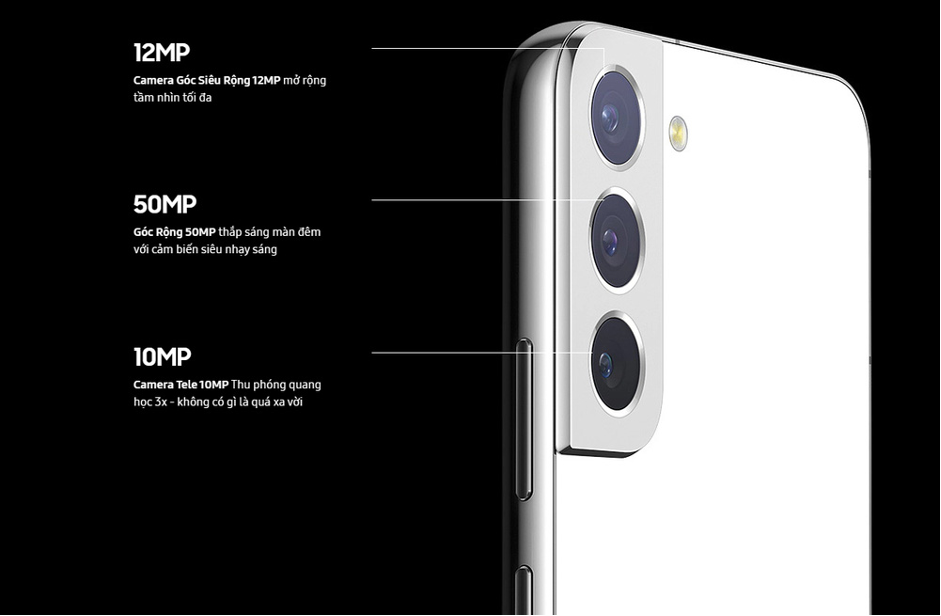 12MP
Camera Góc Siêu Rộng 12MP mở rộng
tầm nhìn tối đa
50MP
Góc Rộng 50MP thắp sáng màn đêm
với cảm biến siêu nhạy sáng
10MP
Camera Tele 10MP Thu phóng quang
học 3x - không có gì là quá xa vời